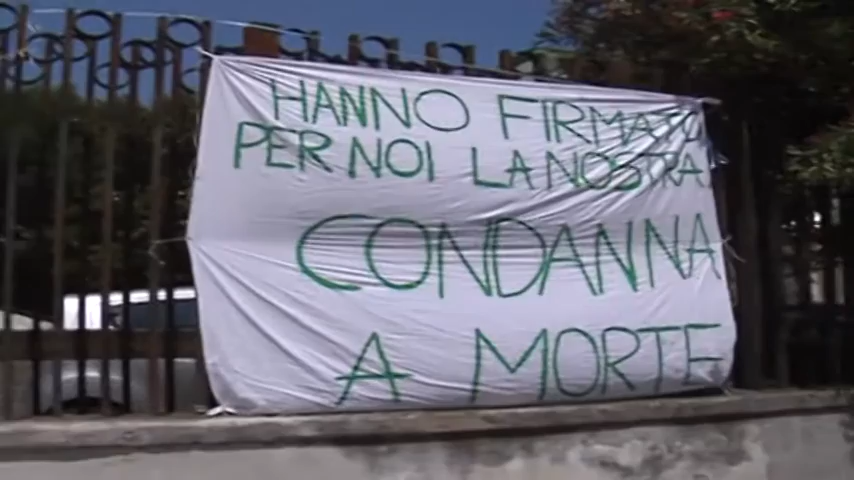 HANNO FIRMATO
PER NOI LA NOSTRA
CONDANNA
A MORTE